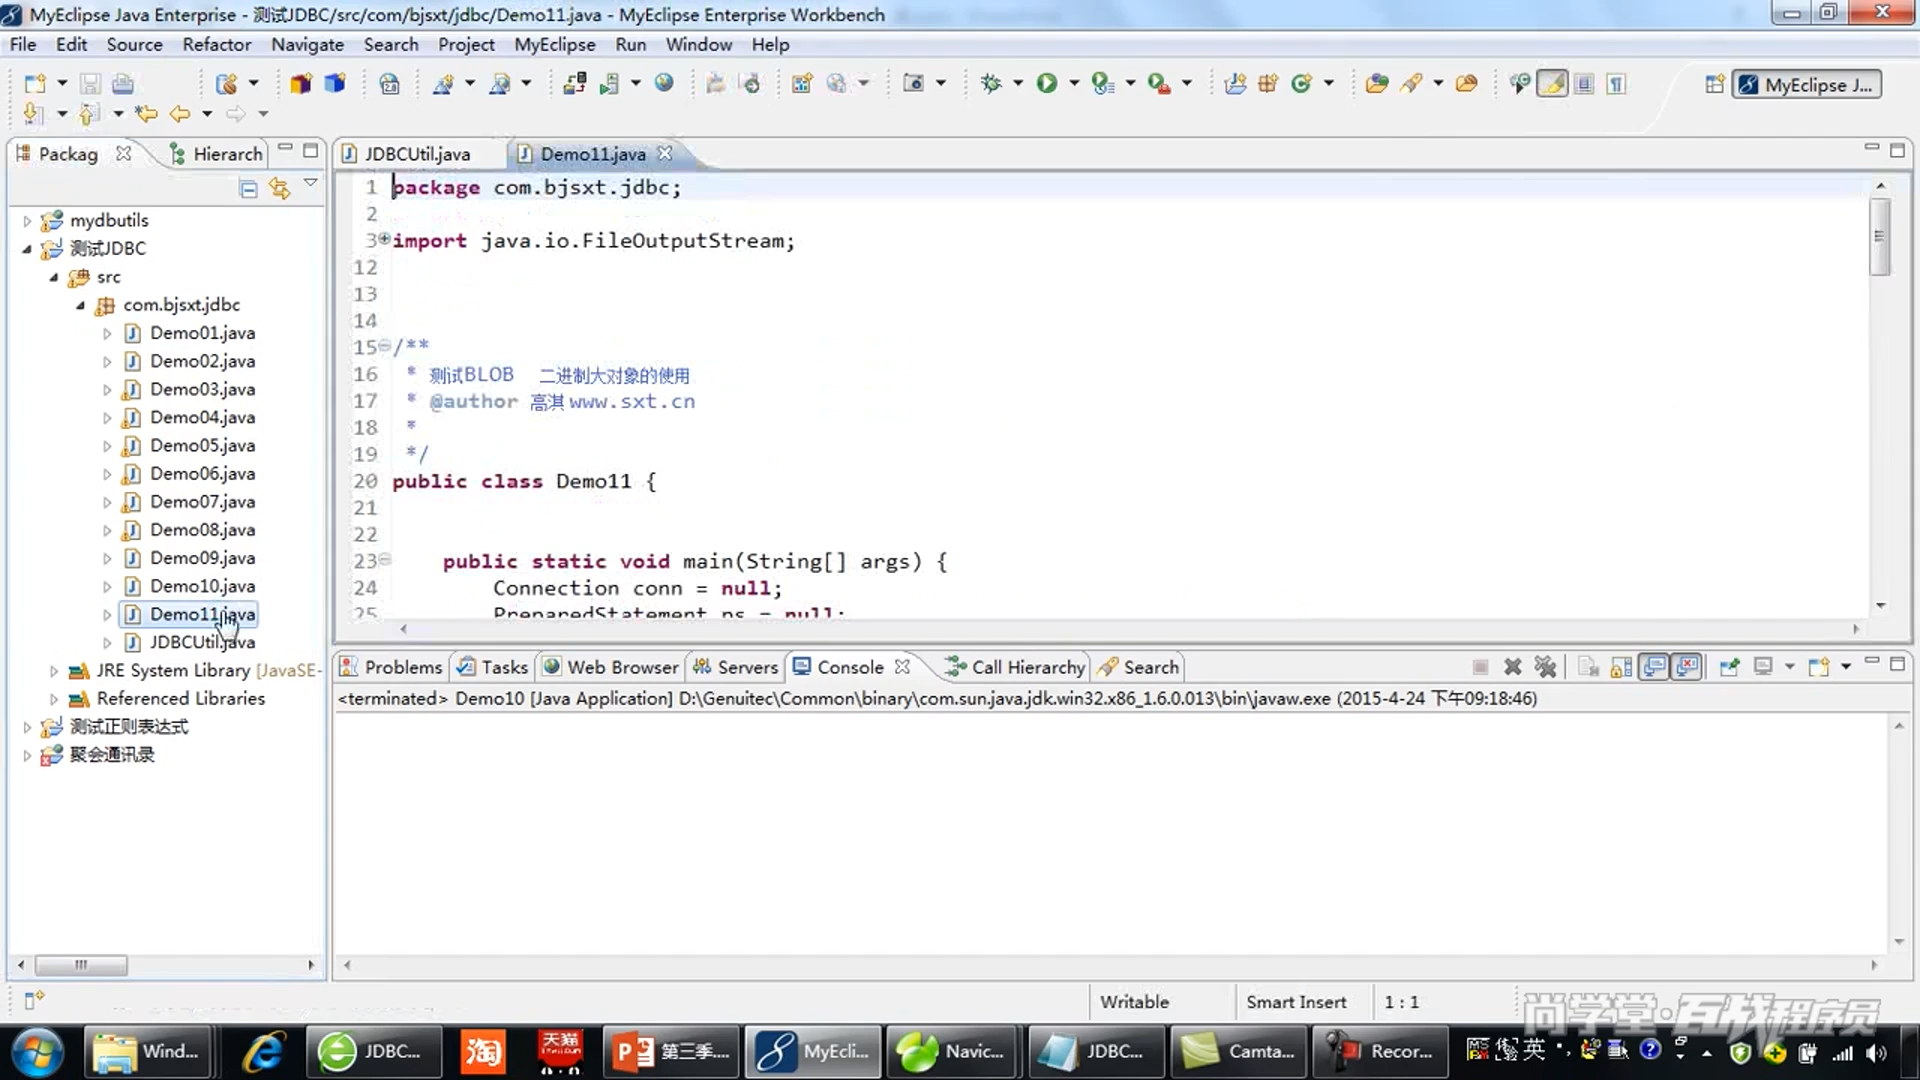 MyEclipse Java Enterprise - 测试JDBC/src/com/bjsxt/jdbc/Demo11.java - MyEclipse Enterprise Workbench
File Edit Source Refactor Navigate Search Project MyEclipse Run Window Help
MyEclipse J...
Packag Hierarch
JDBCUtil.java Demo11.java
mydbutils
测试JDBC
src
com.bjsxt.jdbc
Demo01.java
Demo02.java
Demo03.java
Demo04.java
Demo05.java
Demo06.java
Demo07.java
Demo08.java
Demo09.java
Demo10.java
Demo11.java
JDBCUtil.java
JRE System Library [JavaSE-
Referenced Libraries
测试正则表达式
聚会通讯录
1 package com.bjsxt.jdbc;
2
3 import java.io.FileOutputStream;
12
13
14
15 /**
16 * 测试BLOB 二进制大对象的使用
17 * @author 高淇 www.sxt.cn
18 *
19 */
20 public class Demo11 {
21
22
23 public static void main(String[] args) {
24 Connection conn = null;
25 PreparedStatement ps = null;
Problems Tasks Web Browser Servers Console Call Hierarchy Search
<terminated> Demo10 [Java Application] D:\Genuitec\Common\binary\com.sun.java.jdk.win32.x86_1.6.0.013\bin\javaw.exe (2015-4-24 下午09:18:46)
Writable Smart Insert 1 : 1
尚学堂·百战程序员
Wind... JDBC... 淘 天猫 第三季.... MyEcli... Navic... JDBC... Camta... Recor... 英